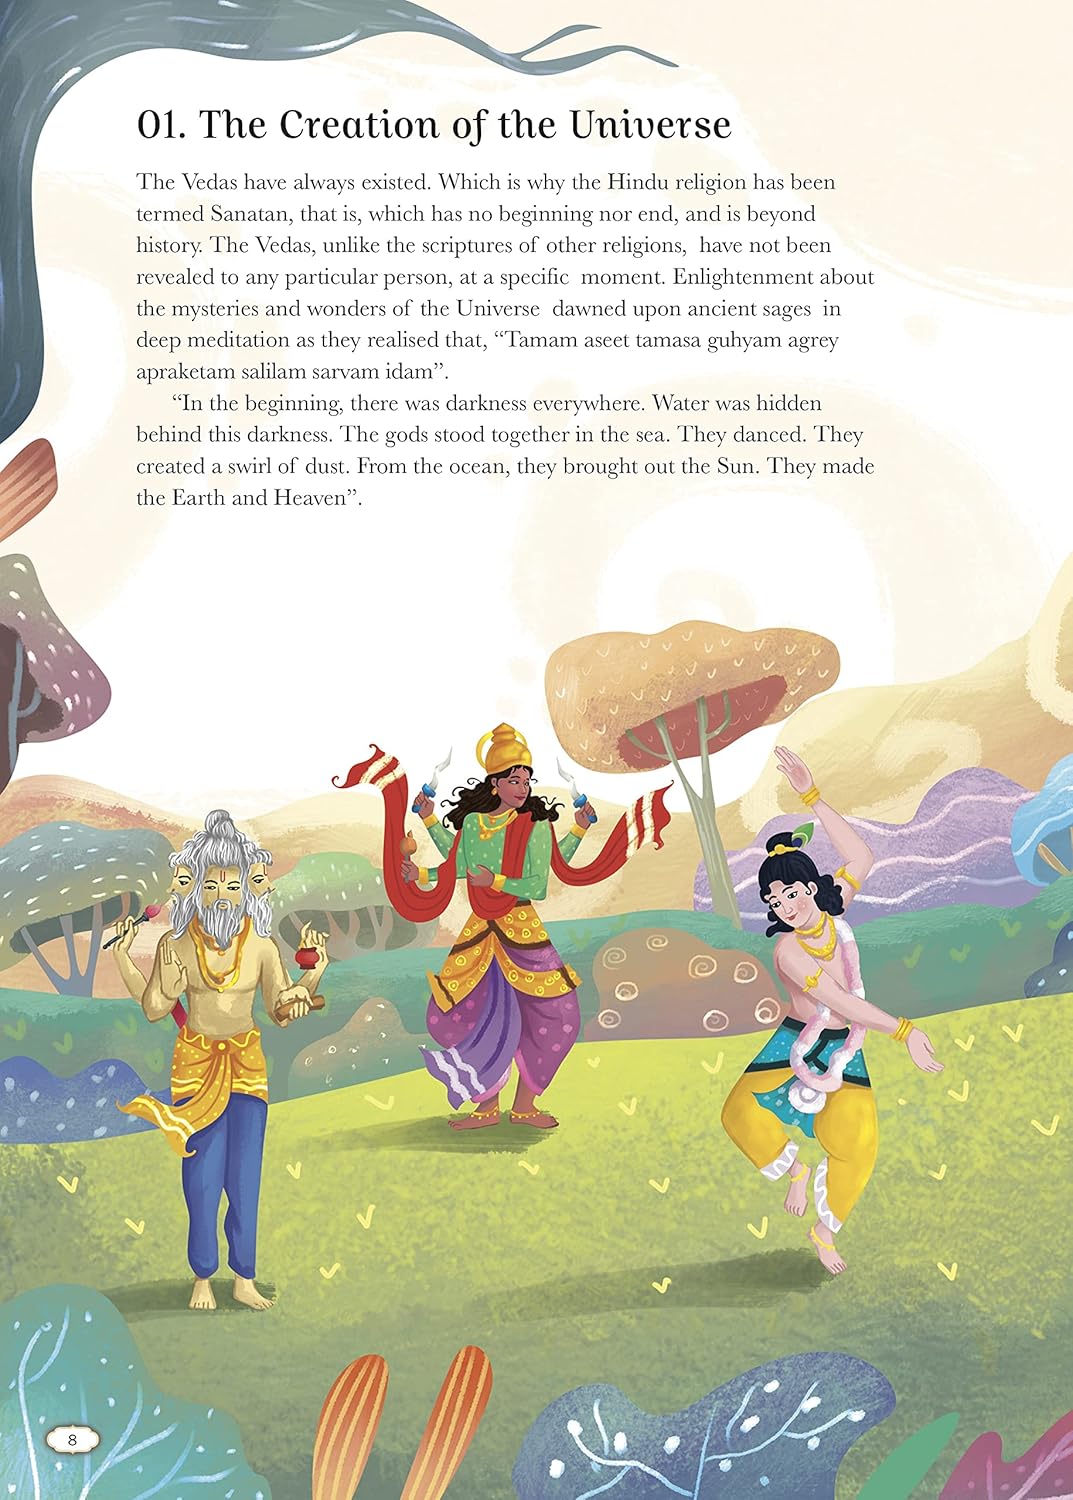 01. The Creation of the Universe
The Vedas have always existed. Which is why the Hindu religion has been
termed Sanatan, that is, which has no beginning nor end, and is beyond
history. The Vedas, unlike the scriptures of other religions, have not been
revealed to any particular person, at a specific moment. Enlightenment about
the mysteries and wonders of the Universe dawned upon ancient sages in
deep meditation as they realised that, “Tamam aseet tamasa guhyam agrey
apraketam salilam sarvam idam”.
“In the beginning, there was darkness everywhere. Water was hidden
behind this darkness. The gods stood together in the sea. They danced. They
created a swirl of dust. From the ocean, they brought out the Sun. They made
the Earth and Heaven”.
8